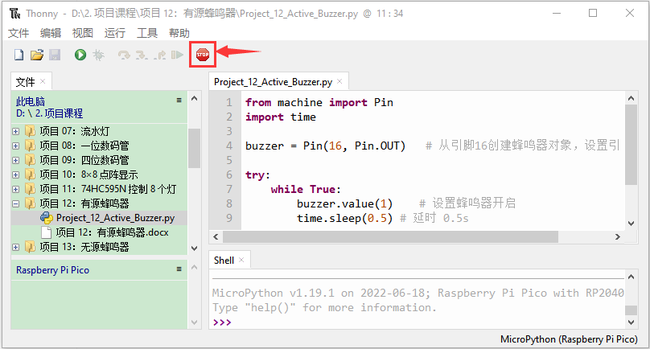 Thonny - D:\2. 项目课程\项目 12：有源蜂鸣器\Project_12_Active_Buzzer.py @ 11 : 34
文件 编辑 视图 运行 工具 帮助
STOP
文件
此电脑
D: \ 2. 项目课程
项目 07：流水灯
项目 08：一位数码管
项目 09：四位数码管
项目 10：8×8 点阵显示
项目 11：74HC595N 控制 8 个灯
项目 12：有源蜂鸣器
Project_12_Active_Buzzer.py
项目 12：有源蜂鸣器.docx
项目 13：无源蜂鸣器
Raspberry Pi Pico
Project_12_Active_Buzzer.py
1 from machine import Pin
2 import time
3
4 buzzer = Pin(16, Pin.OUT) # 从引脚16创建蜂鸣器对象，设置引
5
6 try:
7 while True:
8 buzzer.value(1) # 设置蜂鸣器开启
9 time.sleep(0.5) # 延时 0.5s
Shell
MicroPython v1.19.1 on 2022-06-18; Raspberry Pi Pico with RP2040
Type "help()" for more information.
>>>
MicroPython (Raspberry Pi Pico)